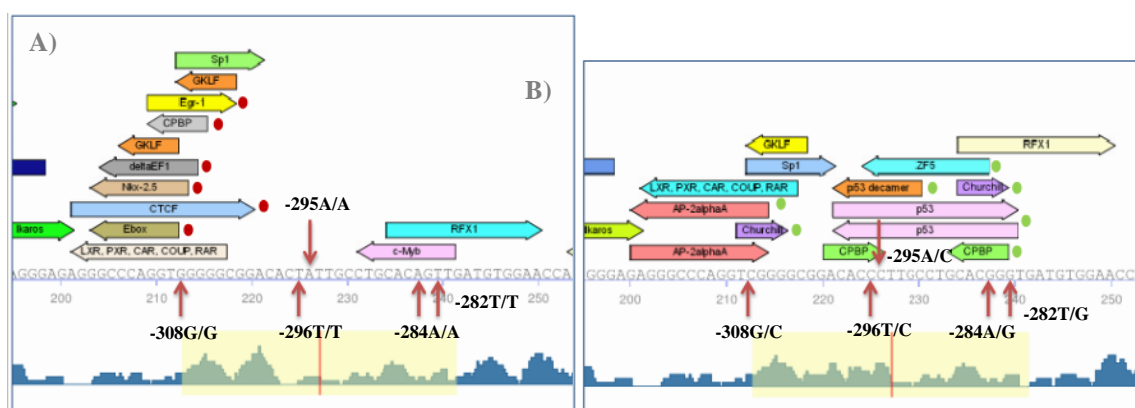 A)
Sp1
GKLF
Egr-1
CPBP
GKLF
deltaEF1
Nkx-2.5
CTCF
-295A/A
Ikaros
Ebox
RFX1
LXR, PXR, CAR, COUP, RAR
c-Myb
AGGGAGAGGGCCCAGGTGGGGGCGGACACTATTGCCTGCACAGTTGATGTGGAACCA
200 210 220 230 240 250
-282T/T
-308G/G
-296T/T
-284A/A
B)
GKLF
RFX1
Sp1
ZF5
LXR, PXR, CAR, COUP, RAR
p53 decamer
Churchill
AP-2alphaA
p53
Ikaros
Churchill
p53
AP-2alphaA
CPBP
CPBP
-295A/C
GGGAGAGGGCCCAGGTCGGGGCGGACACCCTTGCCTGCACGGGTGATGTGGAACC
200 210 220 230 240 250
-282T/G
-308G/C
-296T/C
-284A/G